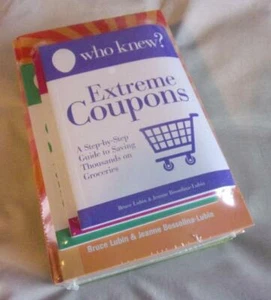 who knew?
Extreme
Coupons
A Step-by-Step
Guide to Saving
Thousands on
Groceries
Bruce Lubin & Jeanne Bossolina-Lubin
Bruce Lubin & Jeanne Bossolina-Lubin